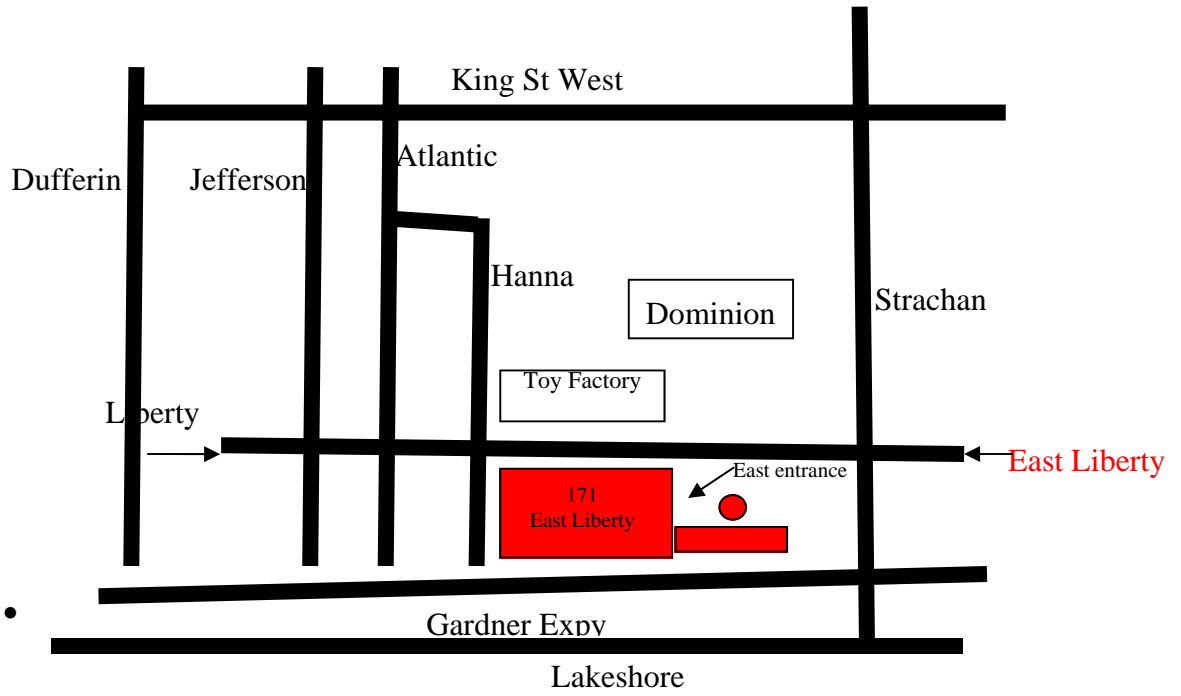 King St West
Atlantic
Dufferin
Jefferson
Hanna
Strachan
Dominion
Toy Factory
Liberty
East Liberty
East entrance
171
East Liberty
Gardner Expy
Lakeshore